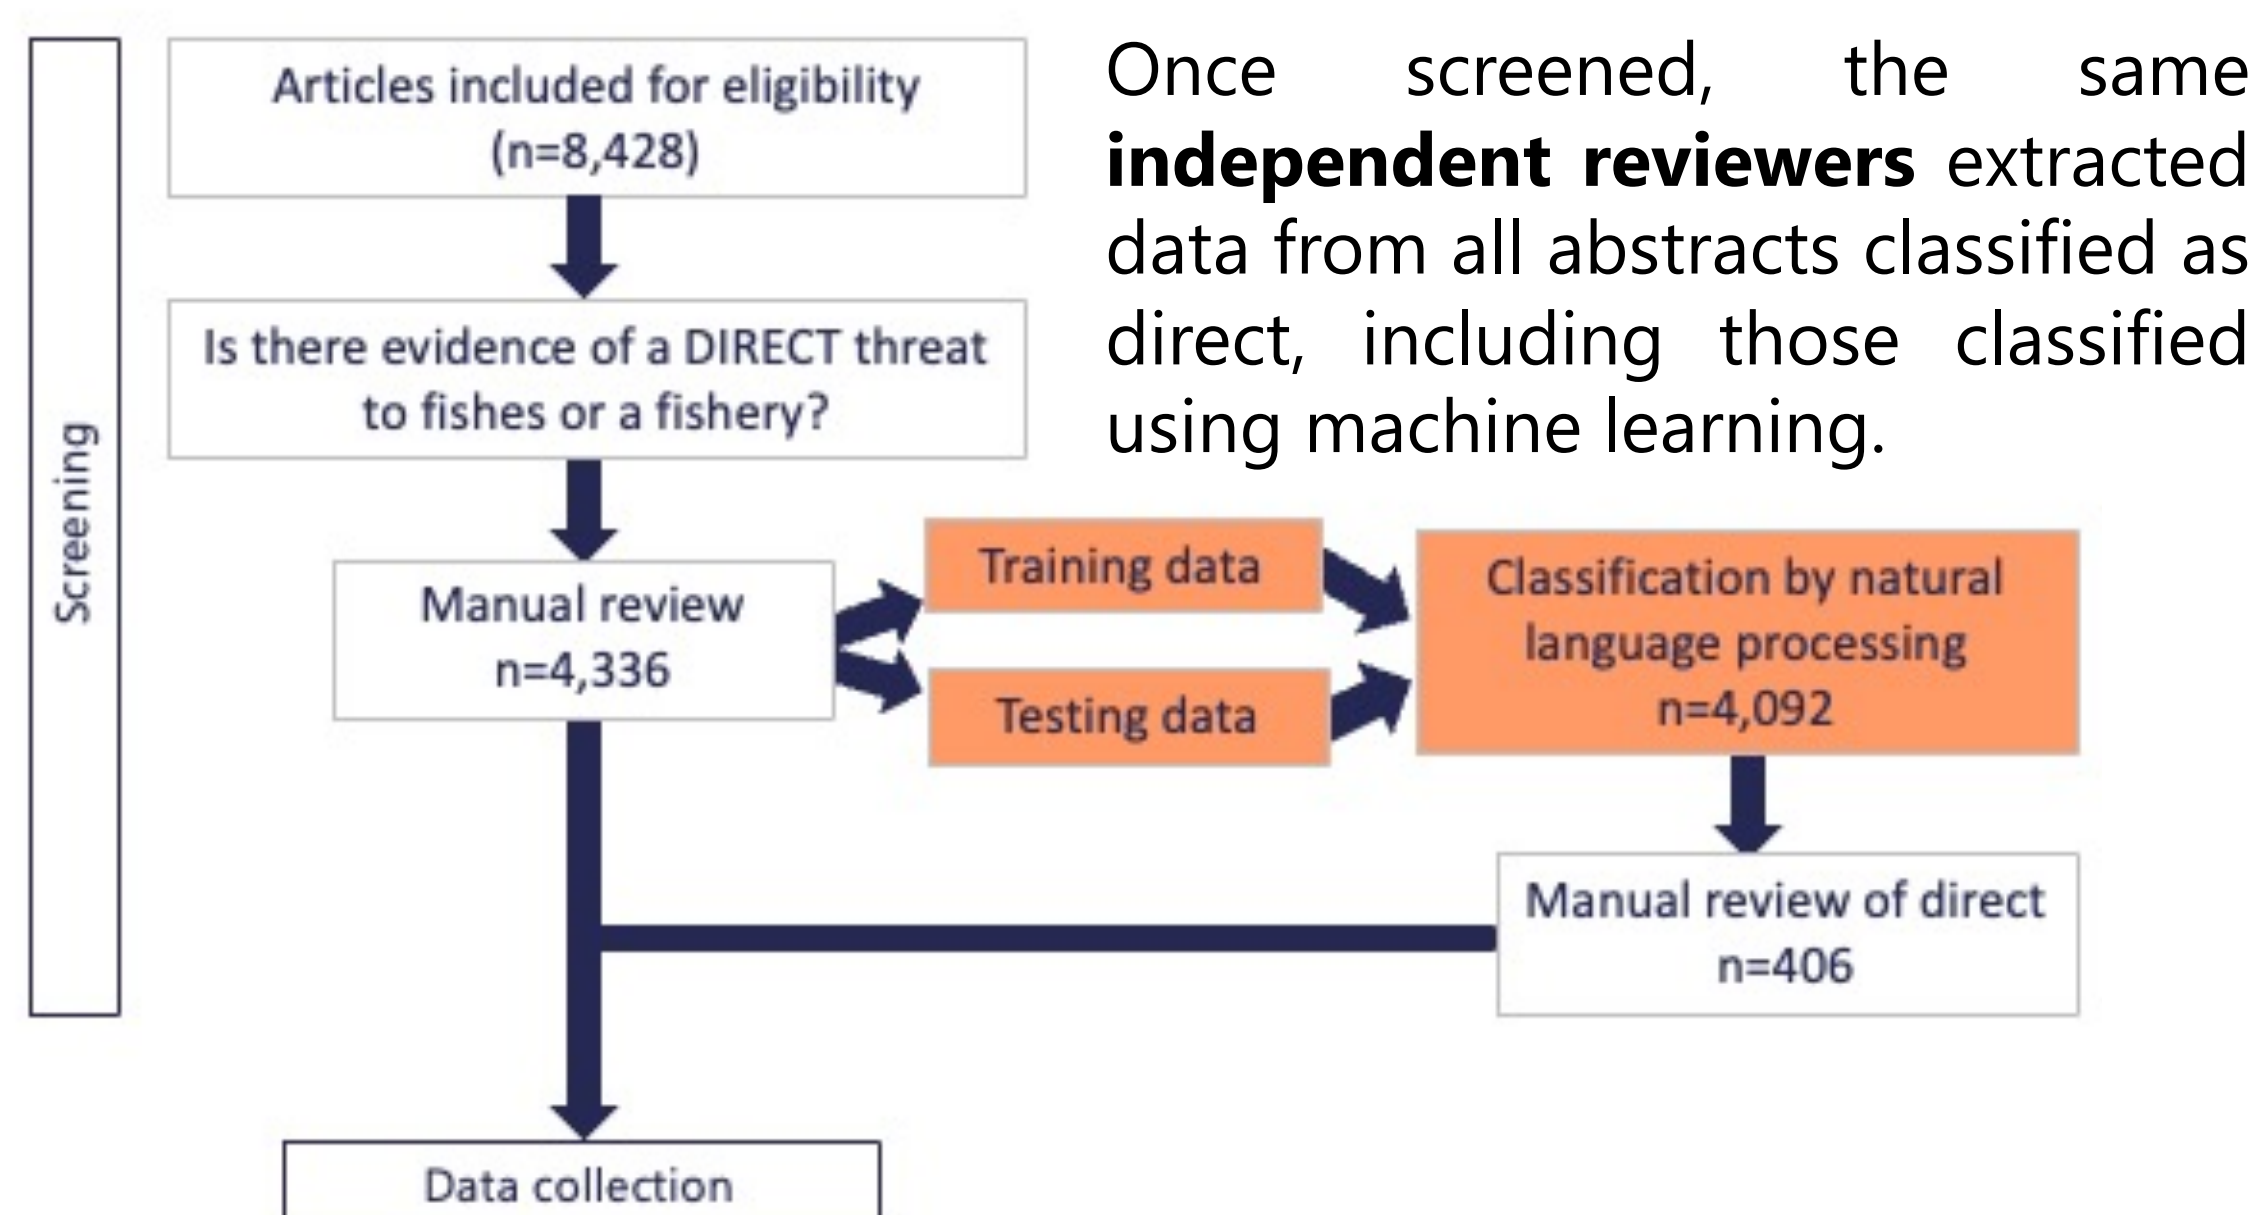 Screening
Articles included for eligibility
(n=8,428)
Is there evidence of a DIRECT threat
to fishes or a fishery?
Once screened, the same
independent reviewers extracted
data from all abstracts classified as
direct, including those classified
using machine learning.
Manual review
n=4,336
Training data
Testing data
Classification by natural
language processing
n=4,092
Manual review of direct
n=406
Data collection